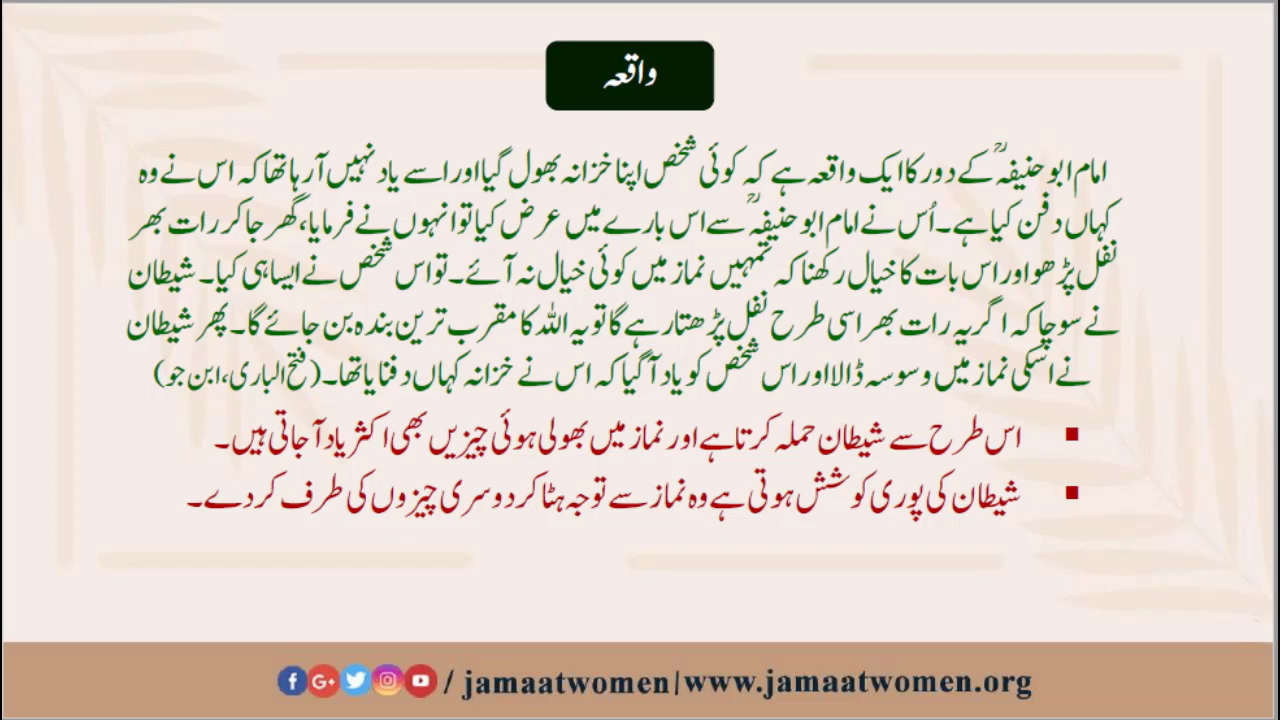 واقعہ
امام ابو حنیفہؒ کے دور کا ایک واقعہ ہے کہ کوئی شخص اپنا خزانہ بھول گیا اور اسے یاد نہیں آرہا تھا کہ اس نے وہ
کہاں دفن کیا ہے۔ اُس نے امام ابو حنیفہؒ سے اس بارے میں عرض کیا تو انہوں نے فرمایا، گھر جا کر رات بھر
نفل پڑھو اور اس بات کا خیال رکھنا کہ تمہیں نماز میں کوئی خیال نہ آئے۔ تو اس شخص نے ایسا ہی کیا۔ شیطان
نے سوچا کہ اگر یہ رات بھر اسی طرح نفل پڑھتا رہے گا تو یہ اللہ کا مقرب ترین بندہ بن جائے گا۔ پھر شیطان
نے اسکی نماز میں وسوسہ ڈالا اور اس شخص کو یاد آگیا کہ اس نے خزانہ کہاں دفنایا تھا۔ (فتح الباری، ابن جو)
▪ اس طرح سے شیطان حملہ کرتا ہے اور نماز میں بھولی ہوئی چیزیں بھی اکثر یاد آجاتی ہیں۔
▪ شیطان کی پوری کوشش ہوتی ہے وہ نماز سے توجہ ہٹا کر دوسری چیزوں کی طرف کر دے۔
/ jamaatwomen|www.jamaatwomen.org